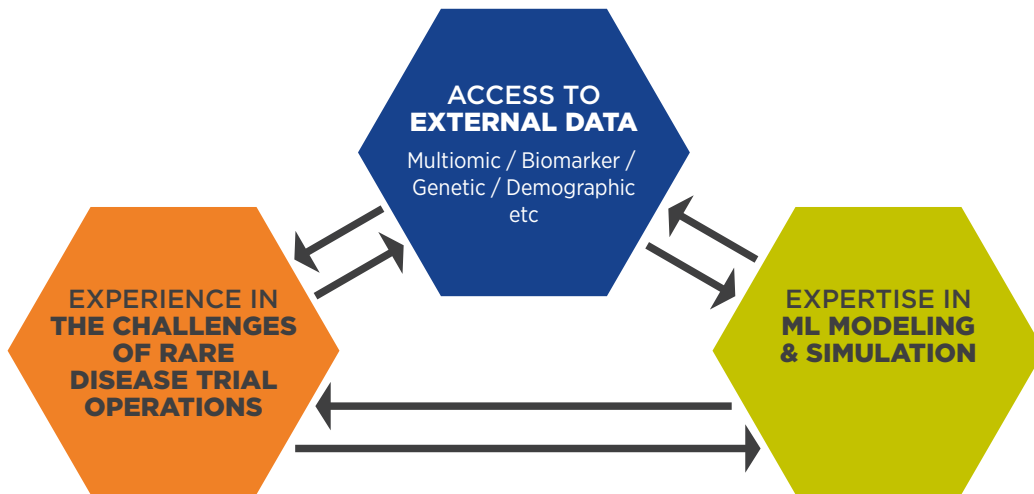 ACCESS TO
EXTERNAL DATA
Multiomic / Biomarker /
Genetic / Demographic
etc
EXPERIENCE IN
THE CHALLENGES
OF RARE
DISEASE TRIAL
OPERATIONS
EXPERTISE IN
ML MODELING
& SIMULATION